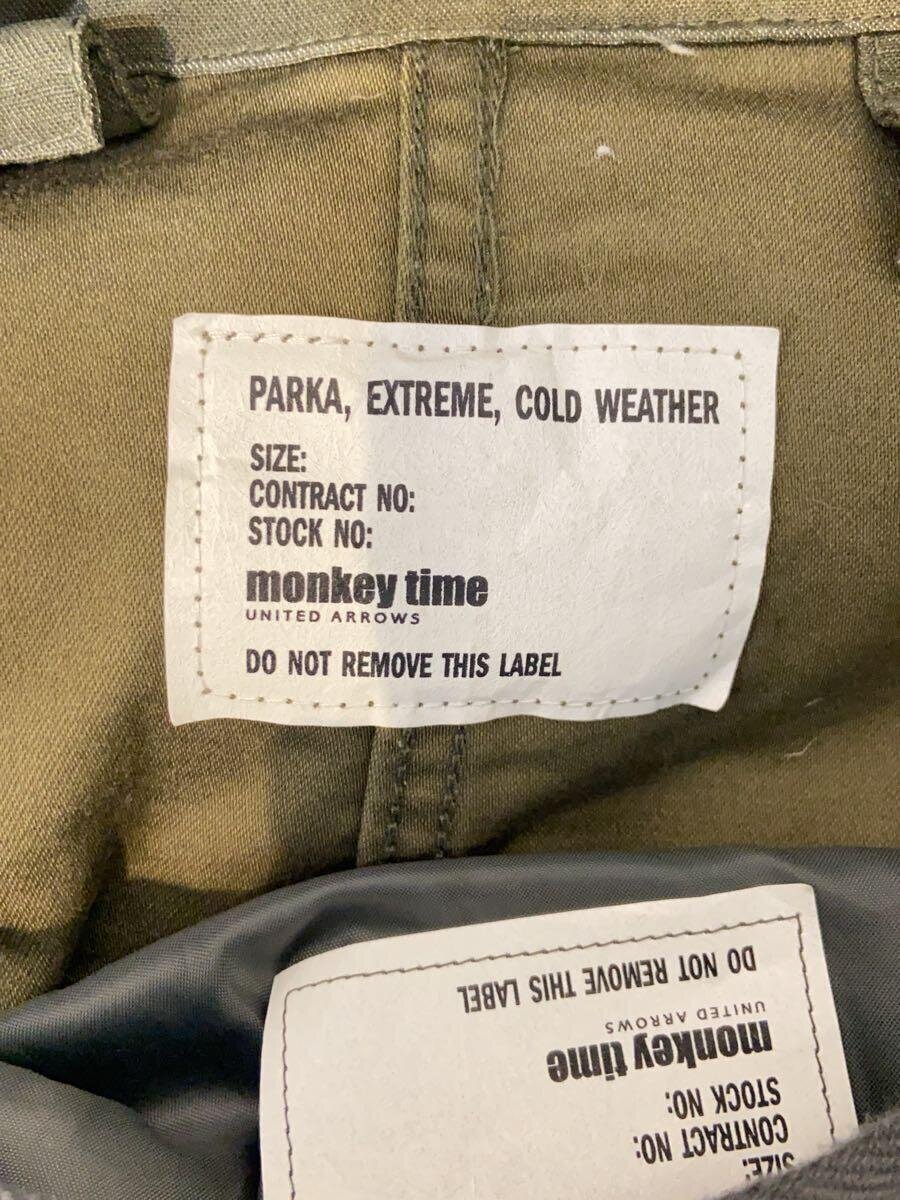 PARKA, EXTREME, COLD WEATHER
SIZE:
CONTRACT NO:
STOCK NO:
monkey time
UNITED ARROWS
DO NOT REMOVE THIS LABEL
SIZE:
CONTRACT NO:
STOCK NO:
monkey time
UNITED ARROWS
DO NOT REMOVE THIS LABEL